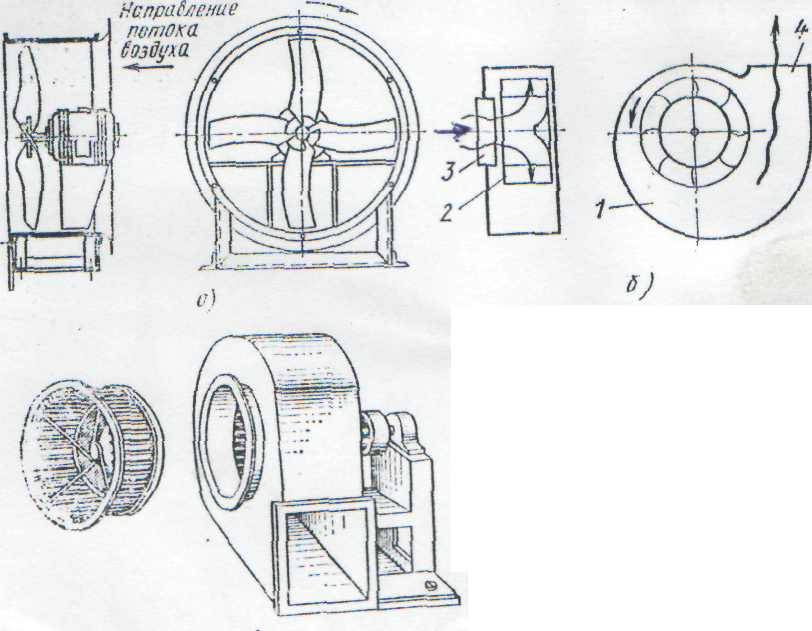 Направление
потока
воздуха
4
3
2
1
а)
б)